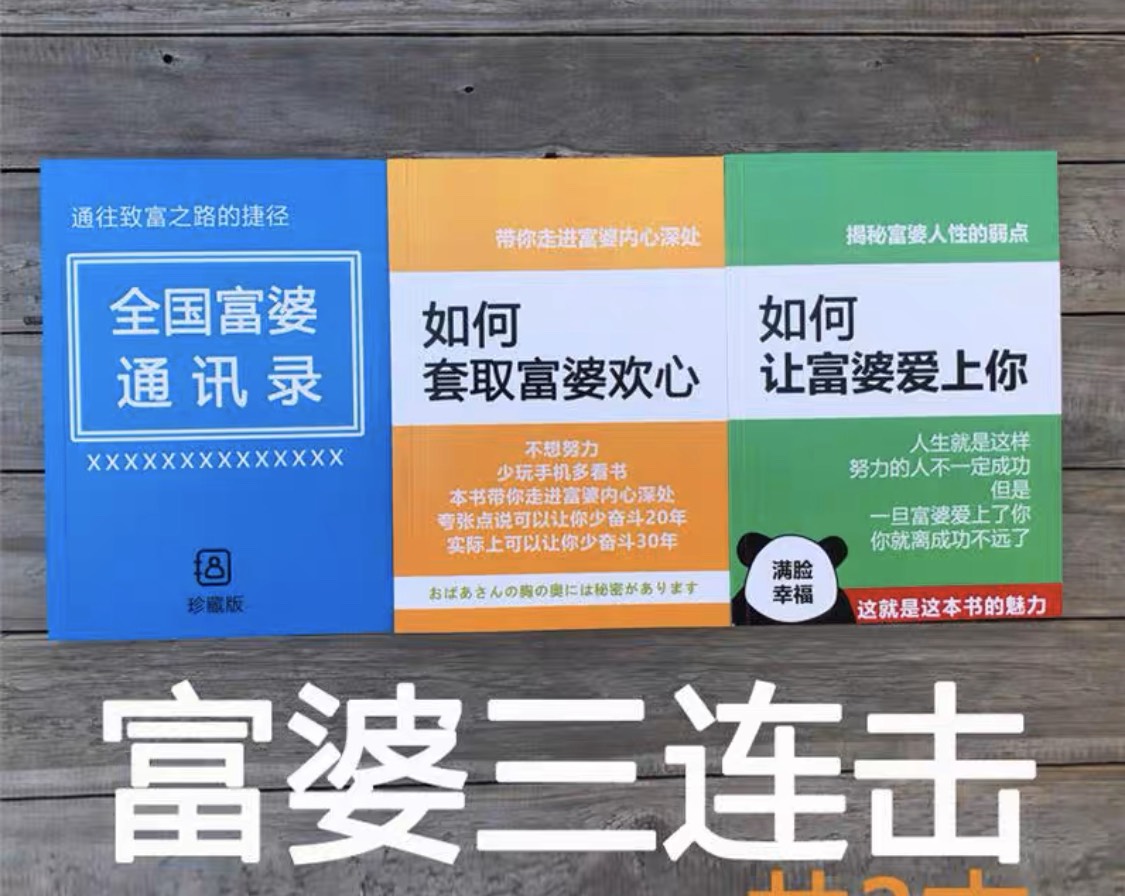 通往致富之路的捷径
全国富婆
通讯录
XXXXXXXXXXXXXX
珍藏版
带你走进富婆内心深处
如何
套取富婆欢心
不想努力
少玩手机多看书
本书带你走进富婆内心深处
夸张点说可以让你少奋斗20年
实际上可以让你少奋斗30年
おばあさんの胸の奥には秘密があります
揭秘富婆人性的弱点
如何
让富婆爱上你
人生就是这样
努力的人不一定成功
但是
一旦富婆爱上了你
你就离成功不远了
满脸
幸福
这就是这本书的魅力
富婆三连击